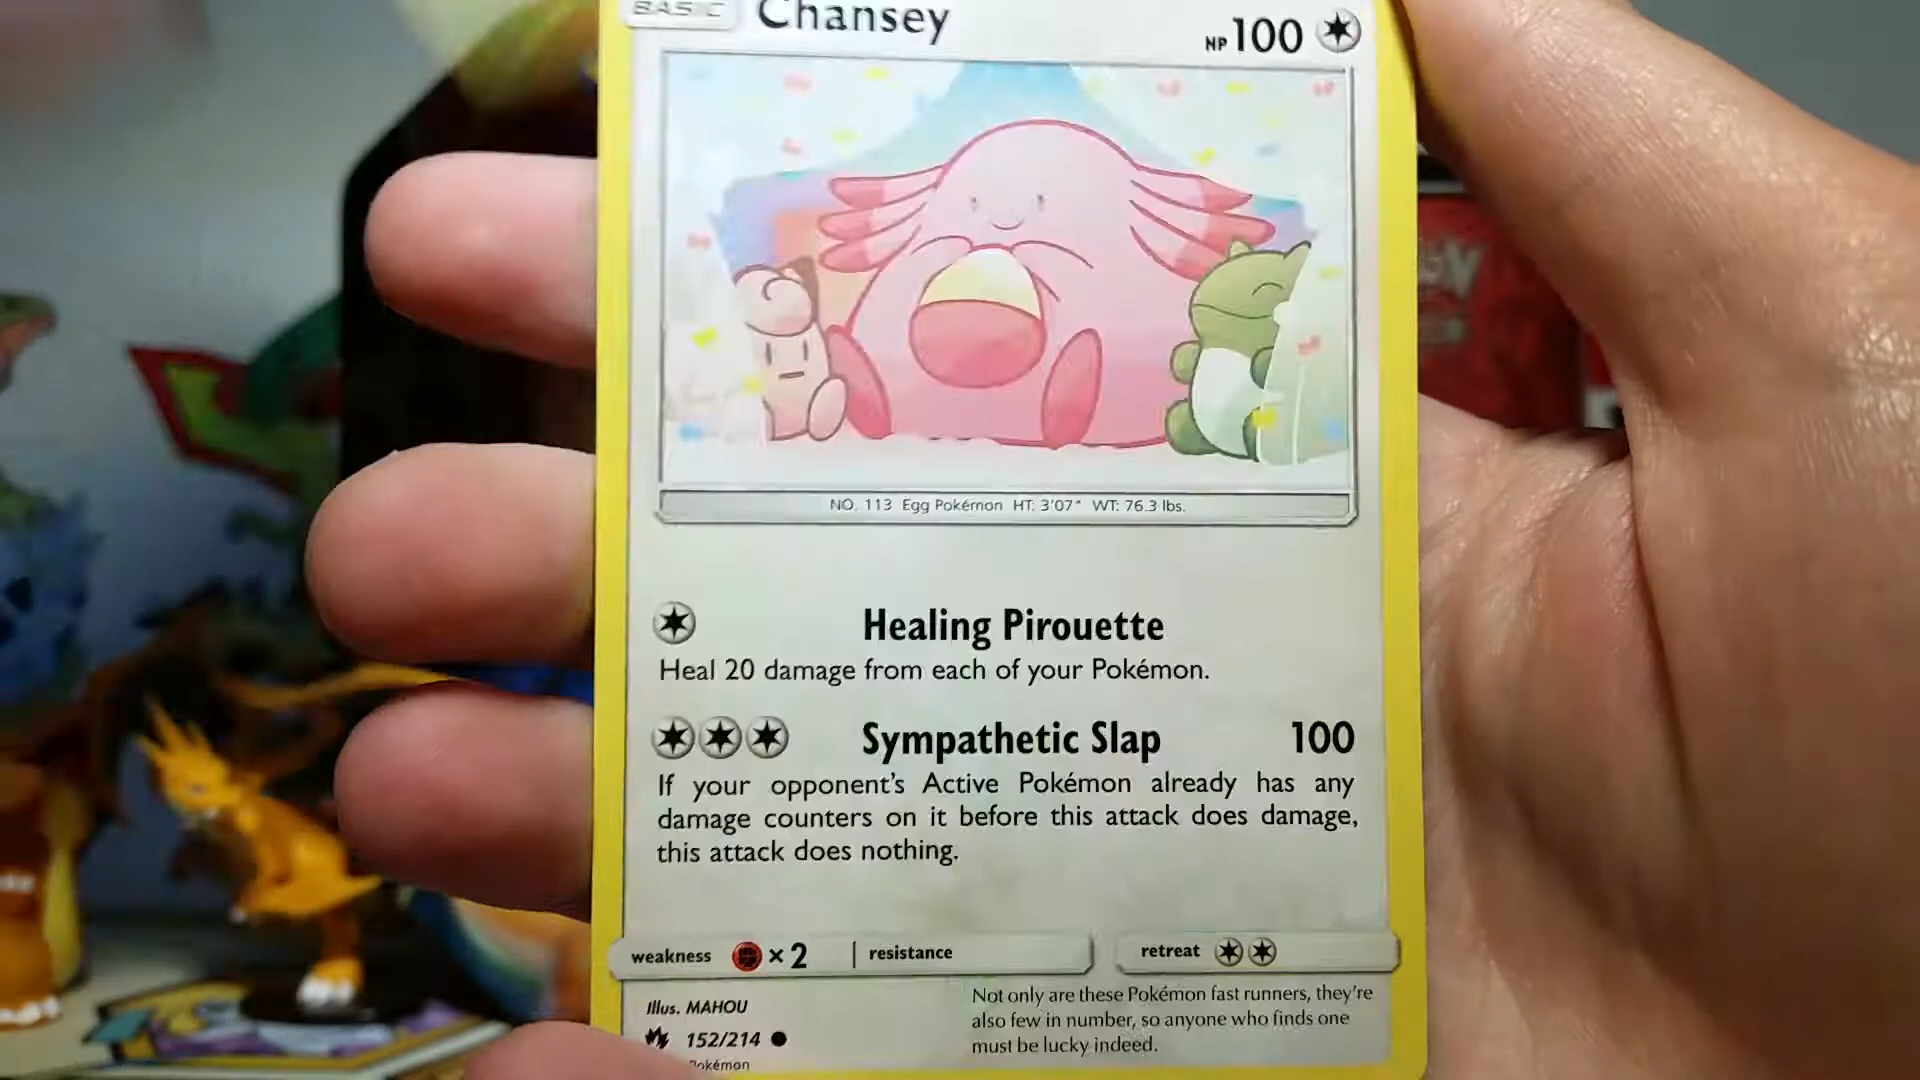 BASIC
Chansey
HP 100
NO. 113 Egg Pokémon HT: 3'07" WT: 76.3 lbs.
Healing Pirouette
Heal 20 damage from each of your Pokémon.
Sympathetic Slap 100
If your opponent's Active Pokémon already has any
damage counters on it before this attack does damage,
this attack does nothing.
weakness ×2 resistance retreat
Illus. MAHOU
152/214
Pokémon
Not only are these Pokémon fast runners, they're
also few in number, so anyone who finds one
must be lucky indeed.